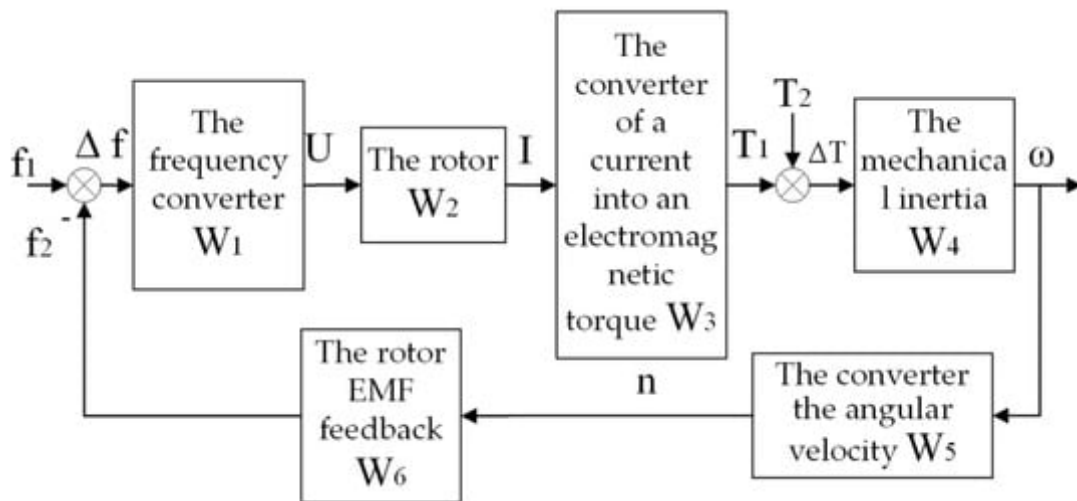 f1
Δ f
The
frequency
converter
W1
U
The rotor
W2
I
The
converter
of a
current
into an
electromag
netic
torque W3
T1
T2
ΔT
The
mechanica
l inertia
W4
ω
f2
-
The rotor
EMF
feedback
W6
n
The converter
the angular
velocity W5